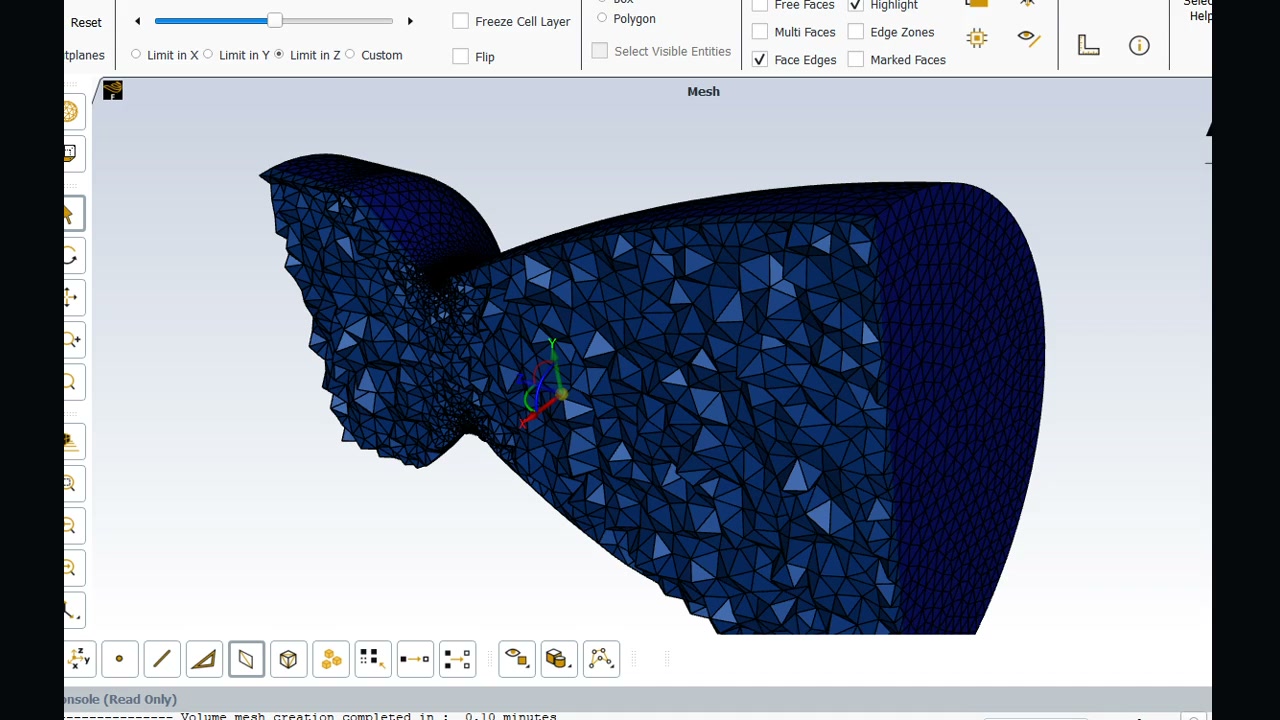 Reset
Freeze Cell Layer
tplanes
Limit in X
Limit in Y
Limit in Z
Custom
Flip
Polygon
Select Visible Entities
Free Faces
Highlight
Multi Faces
Edge Zones
Face Edges
Marked Faces
Help
Mesh
F
Y
X
z
y
onsole (Read Only)
Volume mesh creation completed in : 0.10 minutes